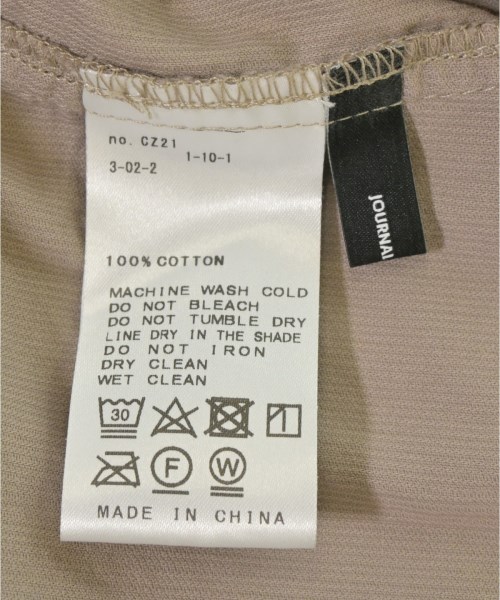 no. CZ21
1-10-1
3-02-2
100% COTTON
MACHINE WASH COLD
DO NOT BLEACH
DO NOT TUMBLE DRY
LINE DRY IN THE SHADE
DO NOT IRON
DRY CLEAN
WET CLEAN
30
F W
MADE IN CHINA
JOURNAL